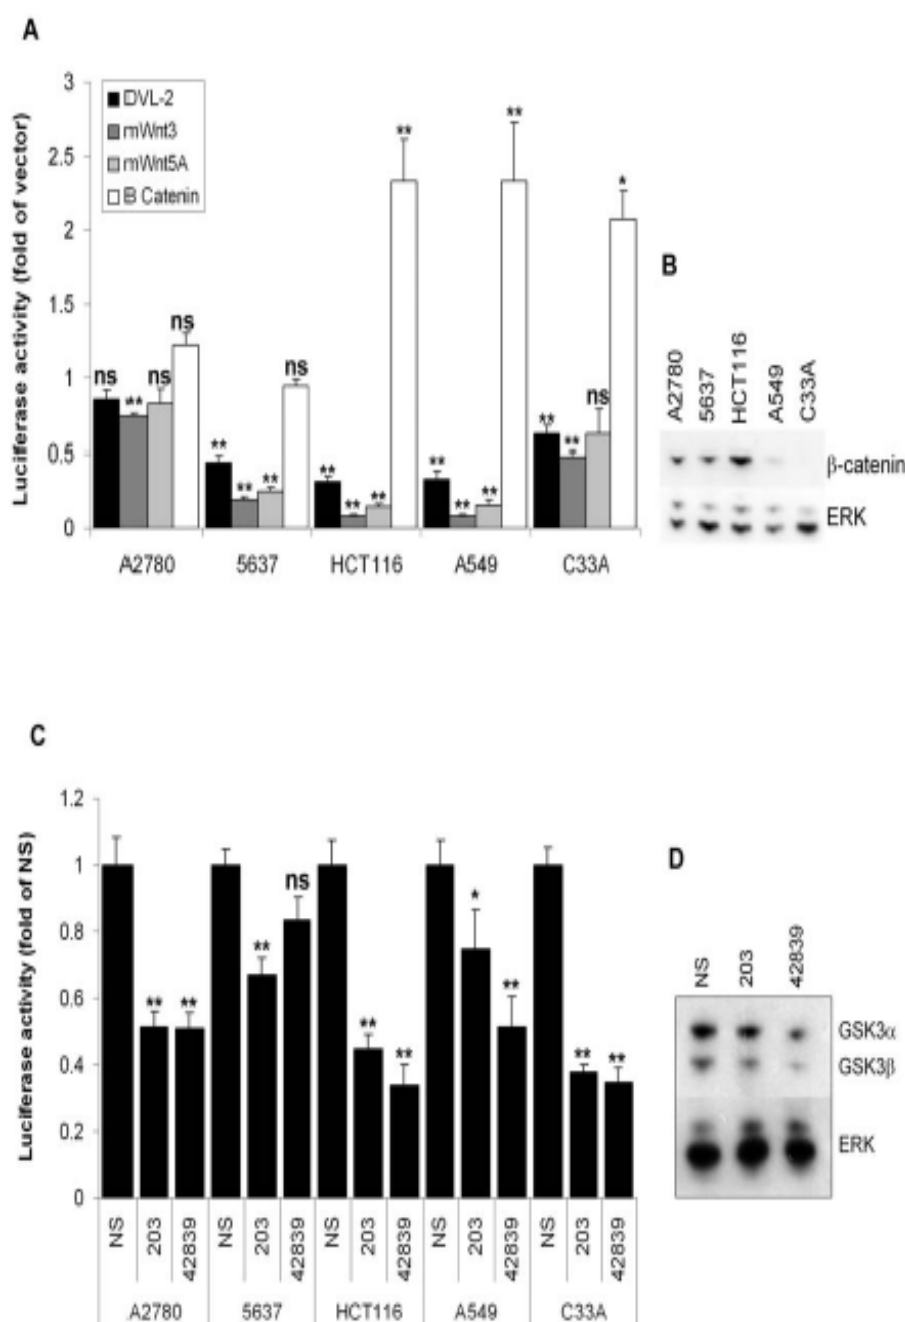 A
Luciferase activity (fold of vector)
3
2.5
2
1.5
1
0.5
0
DVL-2
mWnt3
mWnt5A
B Catenin
ns ** ns ns
** ** ** ns
** ** ** **
** ** ** **
** ** ns *
A2780 5637 HCT116 A549 C33A
B
A2780 5637 HCT116 A549 C33A
β-catenin
ERK
C
Luciferase activity (fold of NS)
1.2
1
0.8
0.6
0.4
0.2
0
** **
** ns
** **
* **
** **
NS 203 42839 NS 203 42839 NS 203 42839 NS 203 42839 NS 203 42839
A2780 5637 HCT116 A549 C33A
D
NS 203 42839
GSK3α
GSK3β
ERK